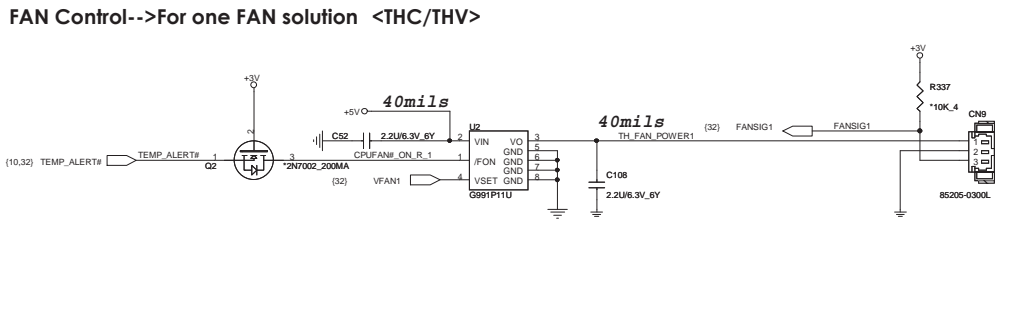 FAN Control-->For one FAN solution <THC/THV>
+3V
+3V
R337
*10K_4
CN9
40mils
+5V
C52
2.2U/6.3V_6Y
U2
40mils
TH_FAN_POWER1
{32} FANSIG1
FANSIG1
2
2 VIN VO 3
GND 5
1 /FON GND 6
GND 7
4 VSET GND 8
G991P11U
{10,32} TEMP_ALERT#
TEMP_ALERT# 1
Q2
3
*2N7002_200MA
CPUFAN#_ON_R_1
{32} VFAN1
C108
2.2U/6.3V_6Y
1
2
3
85205-0300L